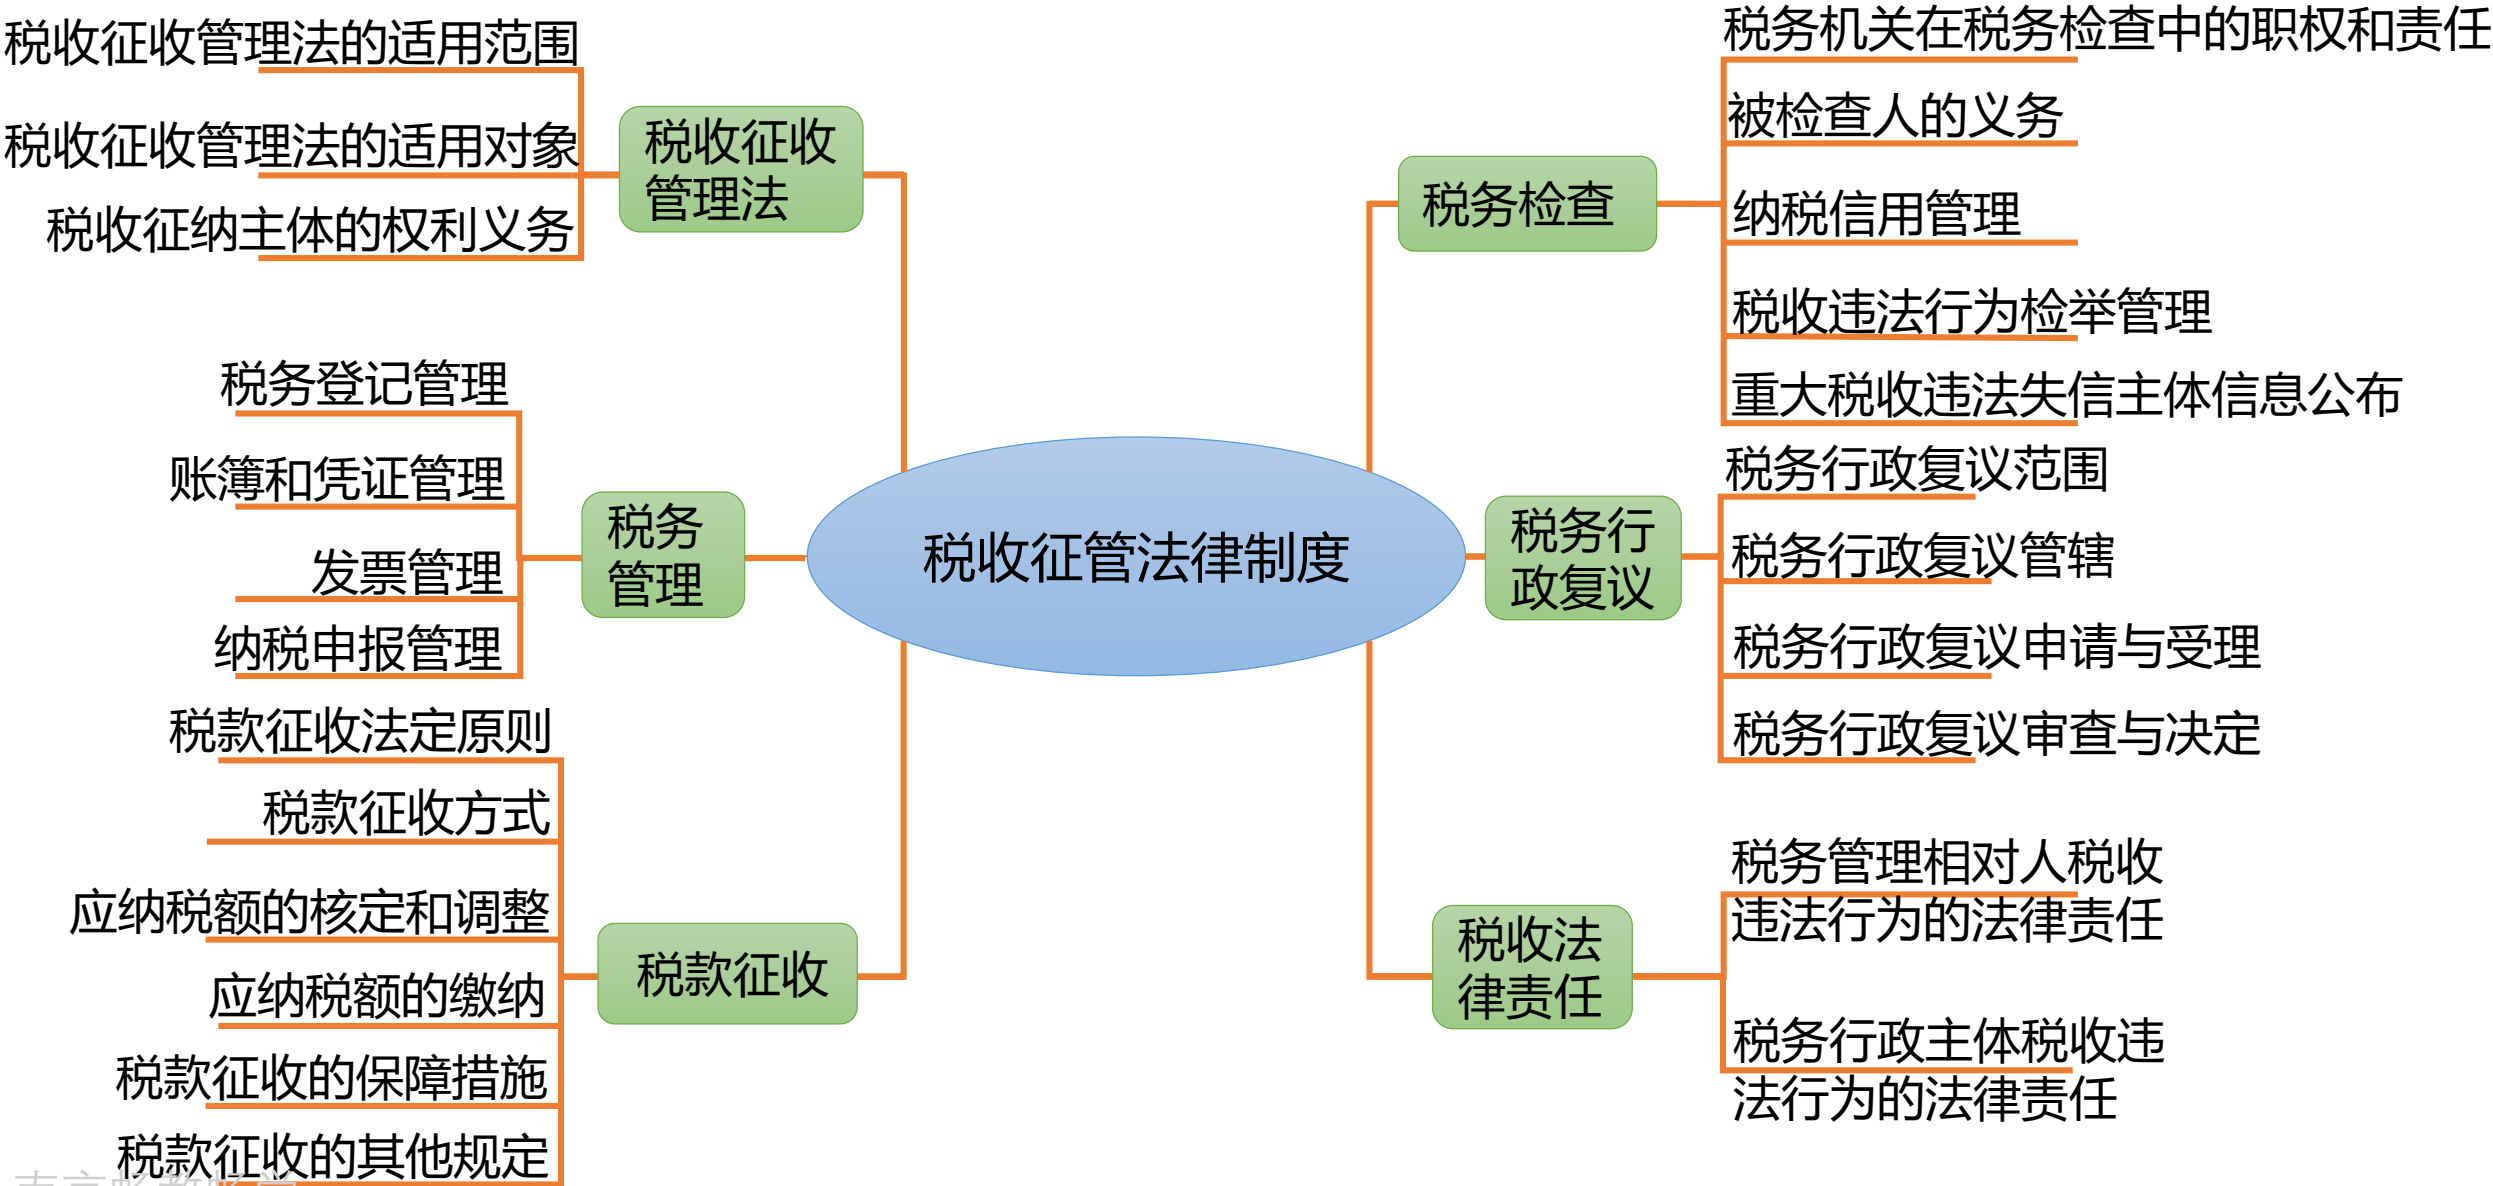 税收征收管理法的适用范围
税收征收管理法的适用对象
税收征纳主体的权利义务
税收征收
管理法
税务登记管理
账簿和凭证管理
发票管理
纳税申报管理
税务
管理
税款征收法定原则
税款征收方式
应纳税额的核定和调整
应纳税额的缴纳
税款征收的保障措施
税款征收的其他规定
税款征收
税收征管法律制度
税务检查
税务机关在税务检查中的职权和责任
被检查人的义务
纳税信用管理
税收违法行为检举管理
重大税收违法失信主体信息公布
税务行
政复议
税务行政复议范围
税务行政复议管辖
税务行政复议申请与受理
税务行政复议审查与决定
税收法
律责任
税务管理相对人税收
违法行为的法律责任
税务行政主体税收违
法行为的法律责任